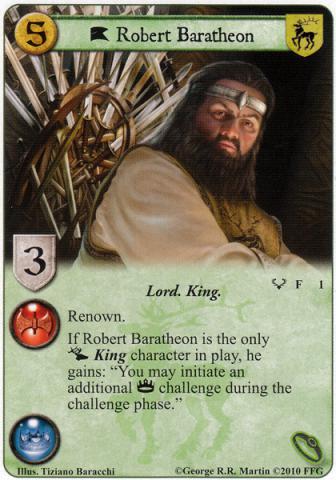 5
Robert Baratheon
3
Lord. King.
F 1
Renown.
If Robert Baratheon is the only
King character in play, he
gains: “You may initiate an
additional challenge during the
challenge phase.”
Illus. Tiziano Baracchi ©George R.R. Martin ©2010 FFG